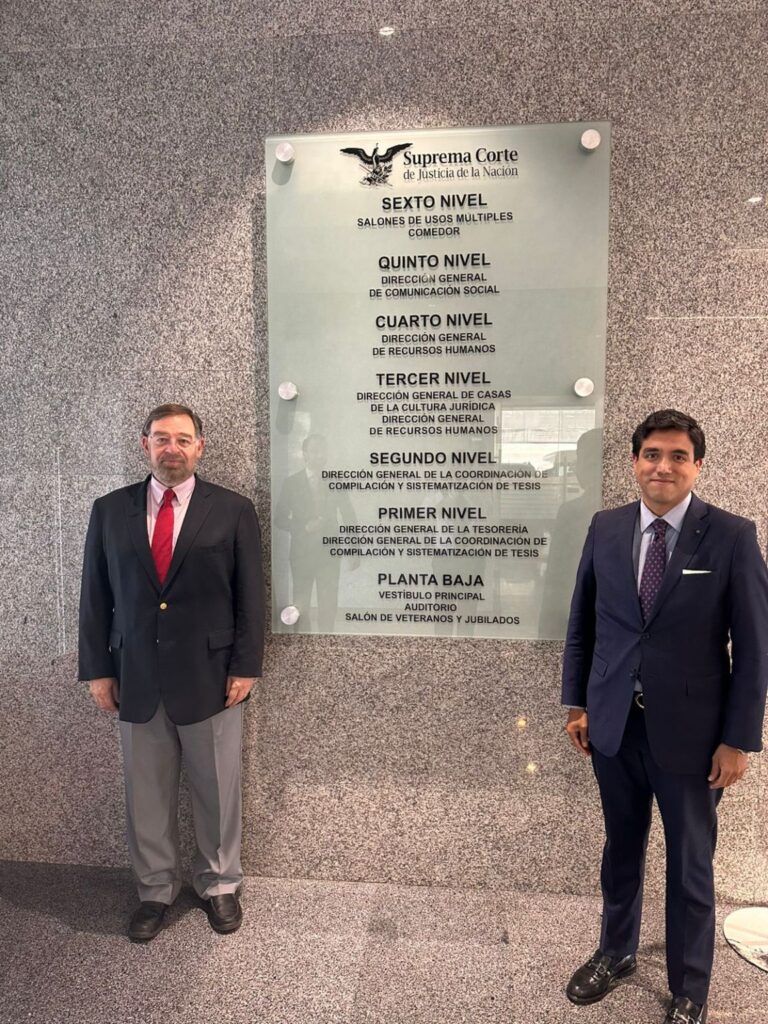 Suprema Corte
de Justicia de la Nación
SEXTO NIVEL
SALONES DE USOS MÚLTIPLES
COMEDOR
QUINTO NIVEL
DIRECCIÓN GENERAL
DE COMUNICACIÓN SOCIAL
CUARTO NIVEL
DIRECCIÓN GENERAL
DE RECURSOS HUMANOS
TERCER NIVEL
DIRECCIÓN GENERAL DE CASAS
DE LA CULTURA JURÍDICA
DIRECCIÓN GENERAL
DE RECURSOS HUMANOS
SEGUNDO NIVEL
DIRECCIÓN GENERAL DE LA COORDINACIÓN DE
COMPILACIÓN Y SISTEMATIZACIÓN DE TESIS
PRIMER NIVEL
DIRECCIÓN GENERAL DE LA TESORERÍA
DIRECCIÓN GENERAL DE LA COORDINACIÓN DE
COMPILACIÓN Y SISTEMATIZACIÓN DE TESIS
PLANTA BAJA
VESTÍBULO PRINCIPAL
AUDITORIO
SALÓN DE VETERANOS Y JUBILADOS